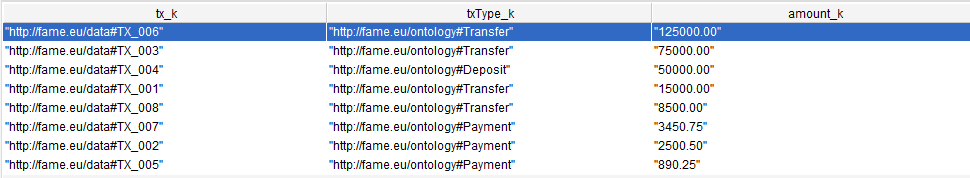 tx_k txType_k amount_k
"http://fame.eu/data#TX_006" "http://fame.eu/ontology#Transfer" "125000.00"
"http://fame.eu/data#TX_003" "http://fame.eu/ontology#Transfer" "75000.00"
"http://fame.eu/data#TX_004" "http://fame.eu/ontology#Deposit" "50000.00"
"http://fame.eu/data#TX_001" "http://fame.eu/ontology#Transfer" "15000.00"
"http://fame.eu/data#TX_008" "http://fame.eu/ontology#Transfer" "8500.00"
"http://fame.eu/data#TX_007" "http://fame.eu/ontology#Payment" "3450.75"
"http://fame.eu/data#TX_002" "http://fame.eu/ontology#Payment" "2500.50"
"http://fame.eu/data#TX_005" "http://fame.eu/ontology#Payment" "890.25"